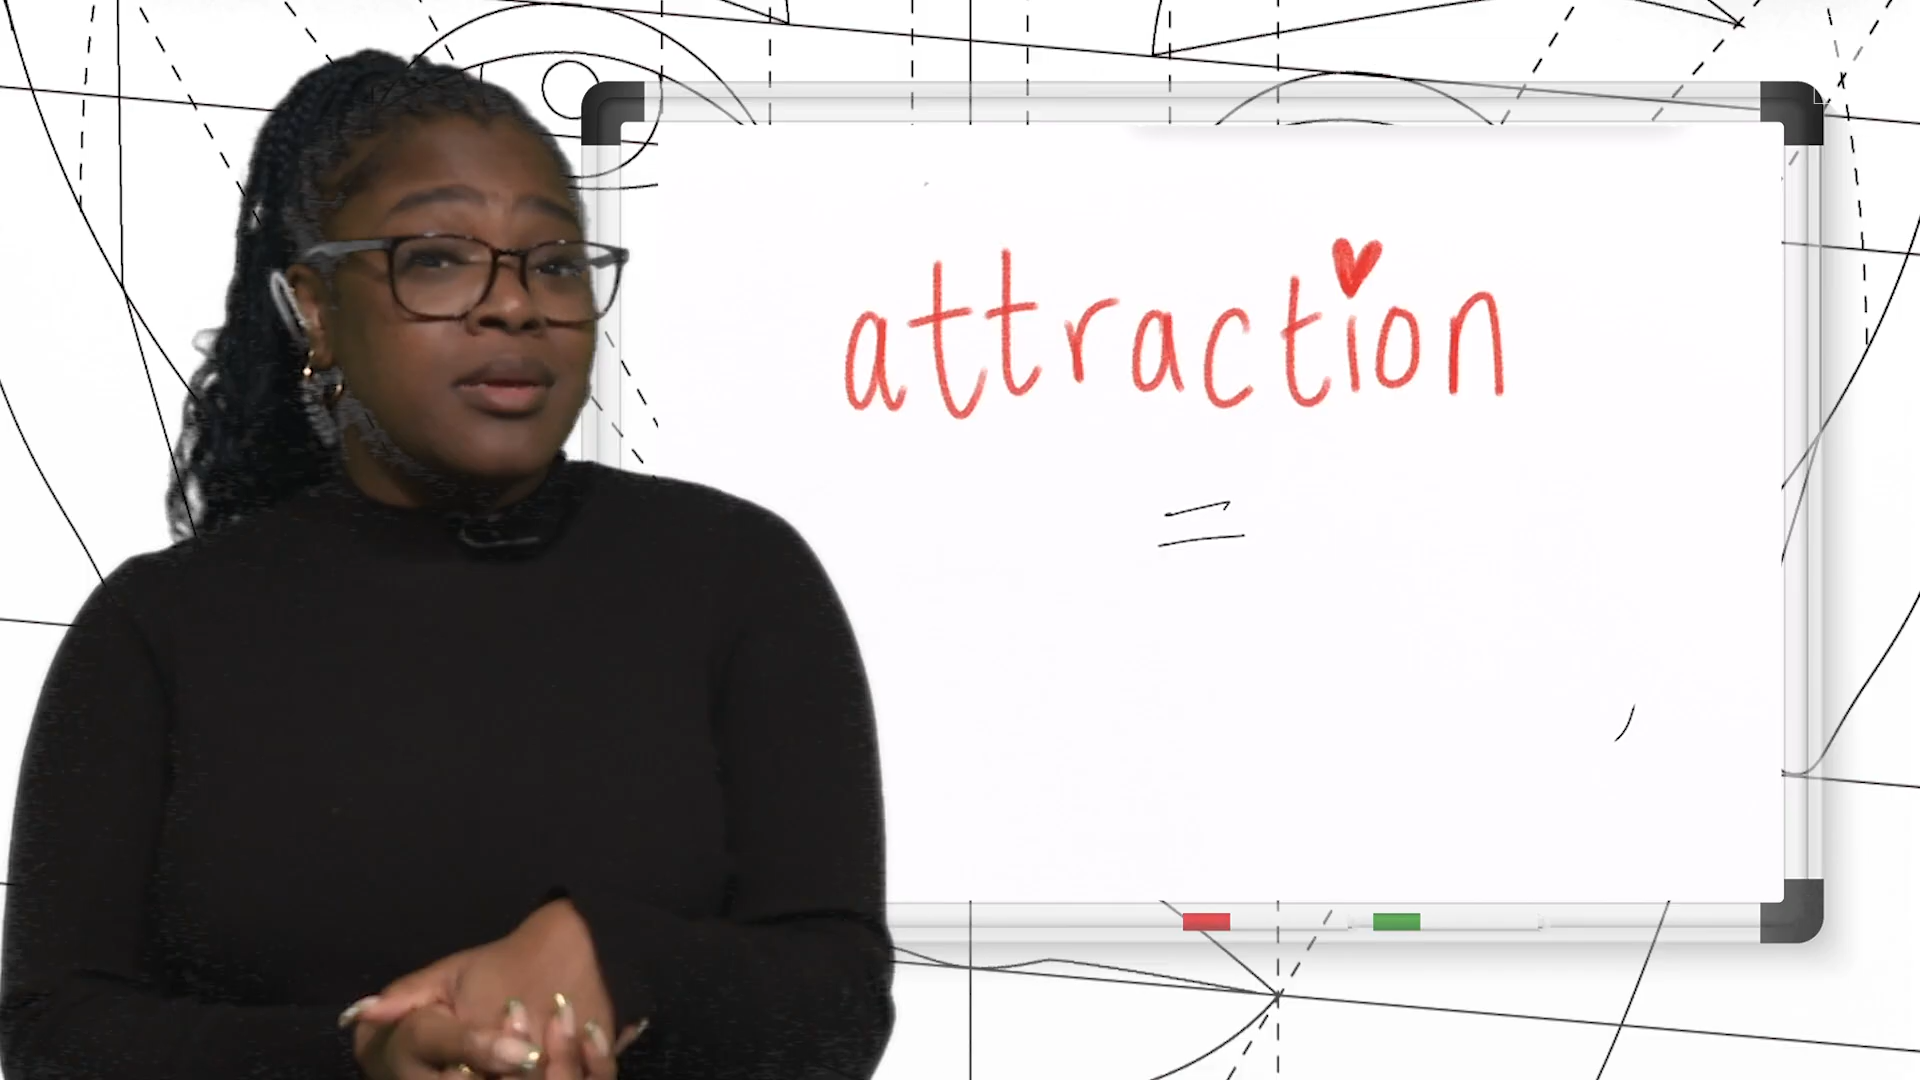 attraction
=